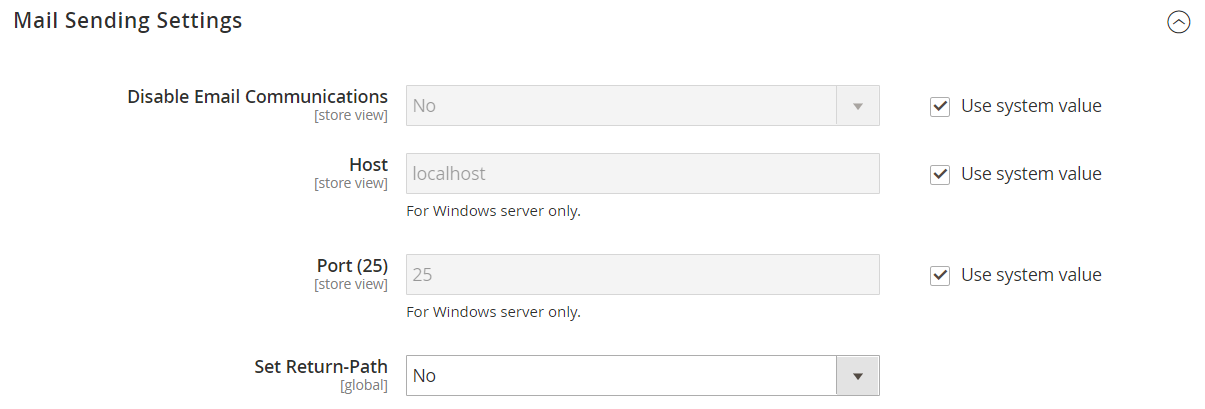 Mail Sending Settings
Disable Email Communications
[store view]
No
Use system value
Host
[store view]
localhost
Use system value
For Windows server only.
Port (25)
[store view]
25
Use system value
For Windows server only.
Set Return-Path
[global]
No